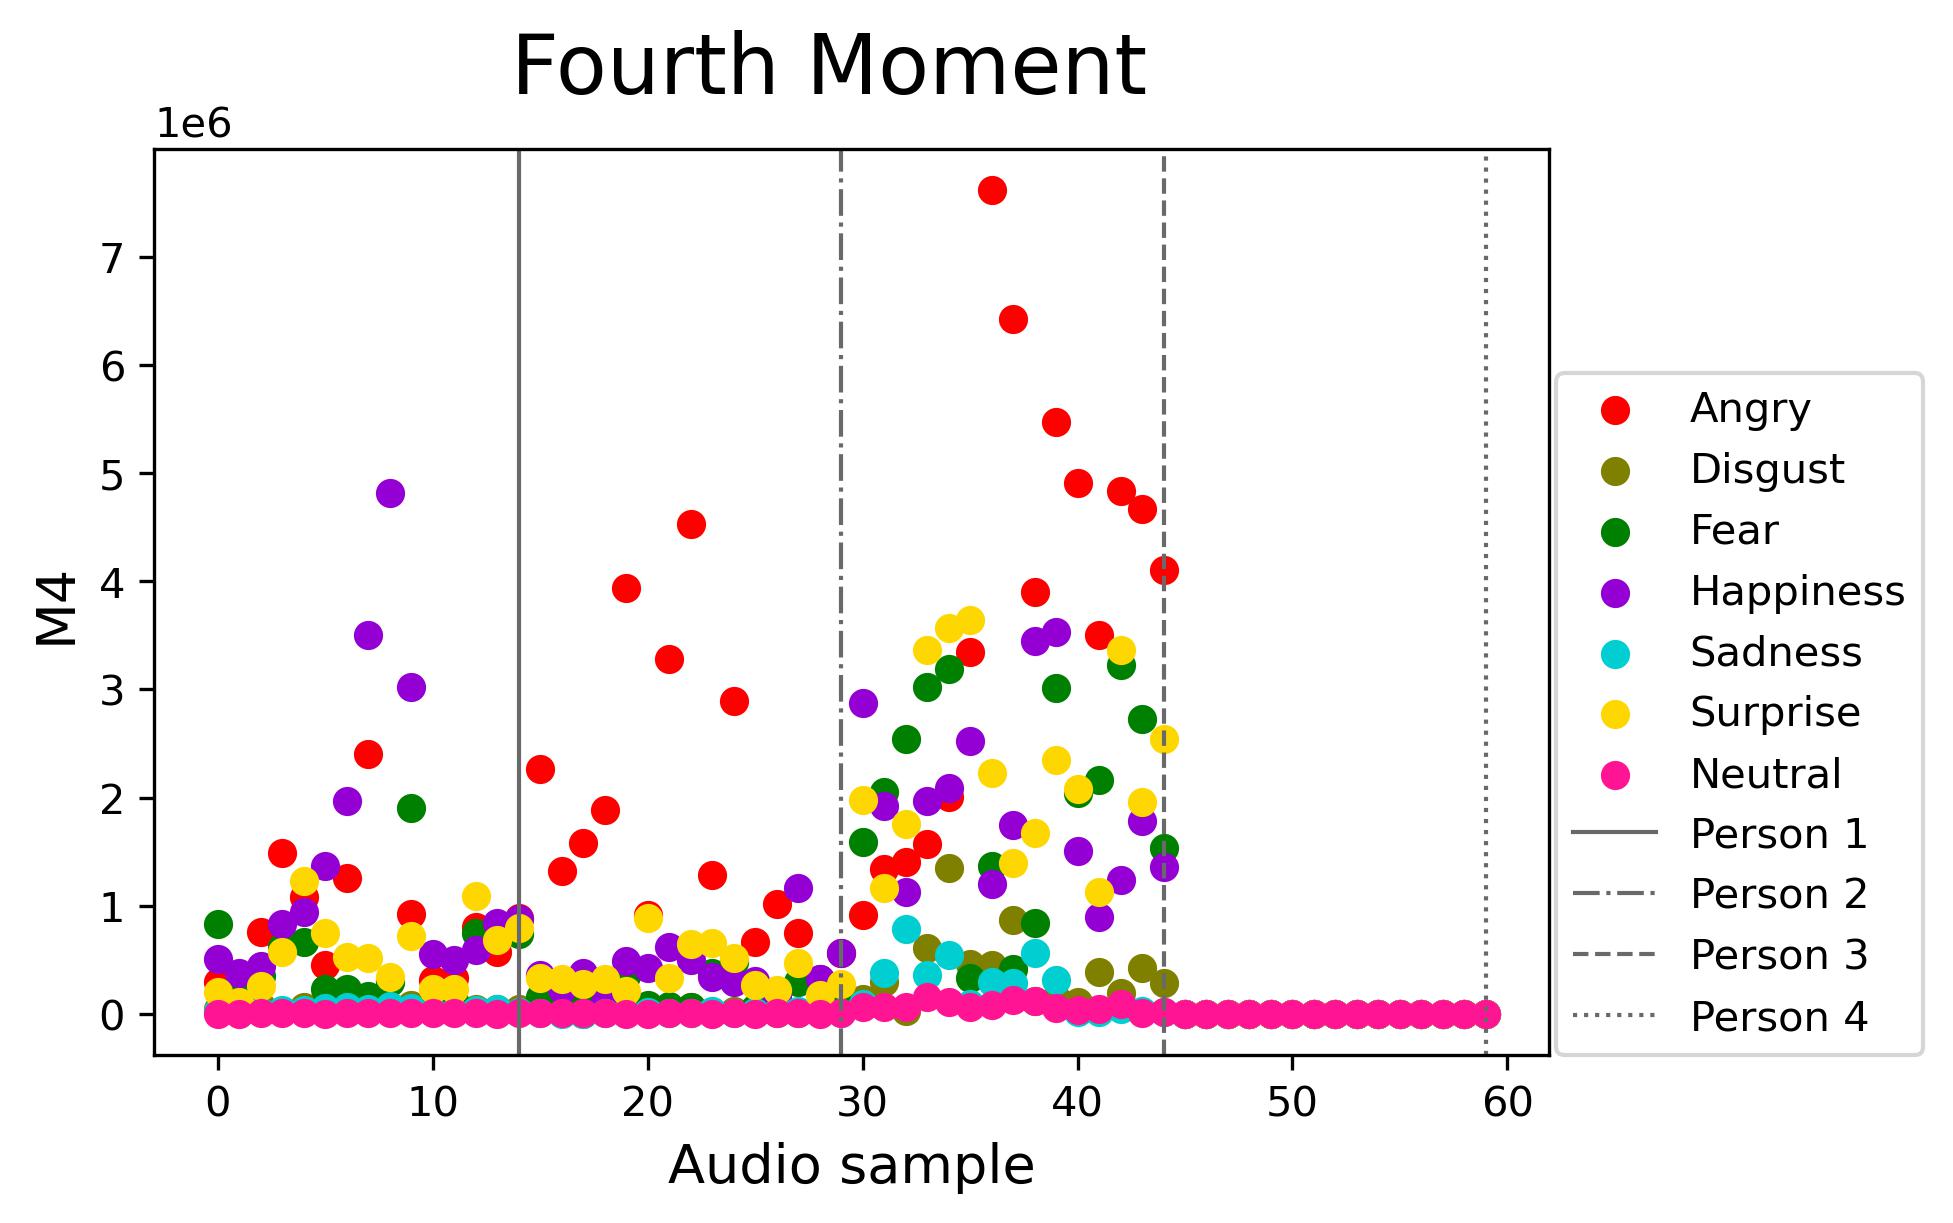 Fourth Moment
1e6
7
6
5
4
3
2
1
0
M4
0 10 20 30 40 50 60
Audio sample
Angry
Disgust
Fear
Happiness
Sadness
Surprise
Neutral
Person 1
Person 2
Person 3
Person 4